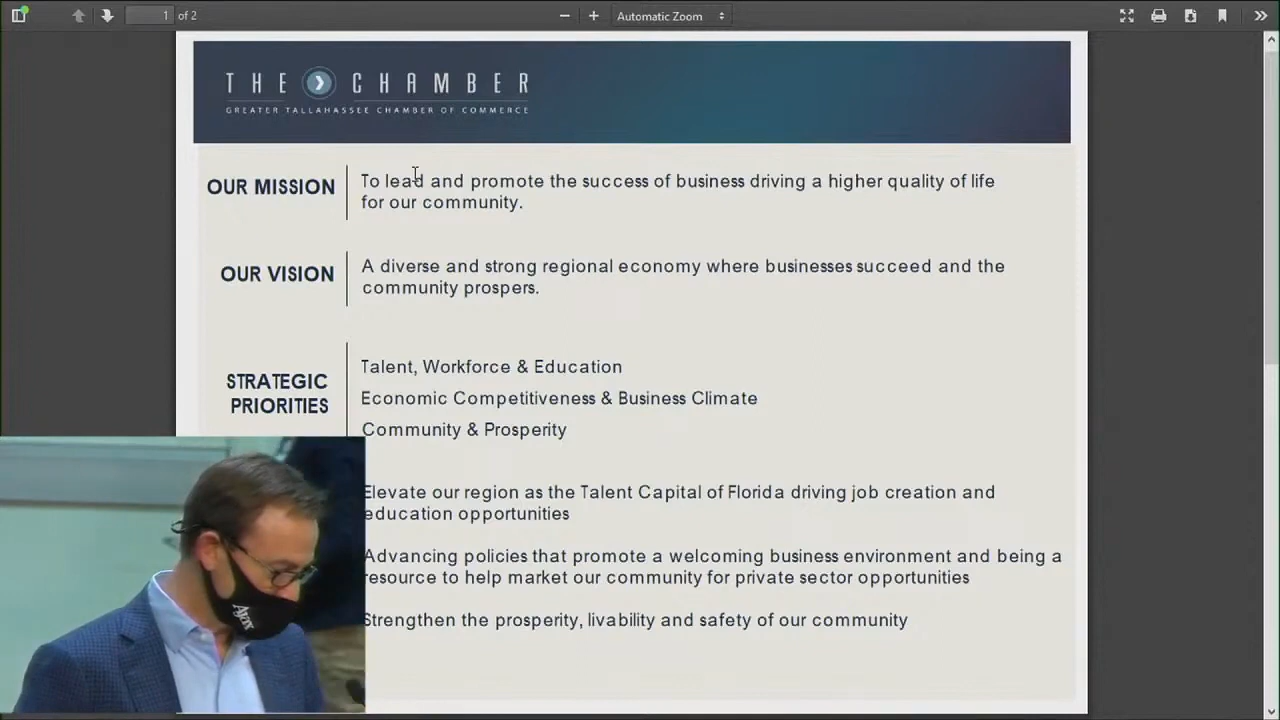 1 of 2
Automatic Zoom
THE CHAMBER
GREATER TALLAHASSEE CHAMBER OF COMMERCE
OUR MISSION
To lead and promote the success of business driving a higher quality of life
for our community.
OUR VISION
A diverse and strong regional economy where businesses succeed and the
community prospers.
STRATEGIC
PRIORITIES
Talent, Workforce & Education
Economic Competitiveness & Business Climate
Community & Prosperity
Elevate our region as the Talent Capital of Florida driving job creation and
education opportunities
Advancing policies that promote a welcoming business environment and being a
resource to help market our community for private sector opportunities
Strengthen the prosperity, livability and safety of our community
Ajax